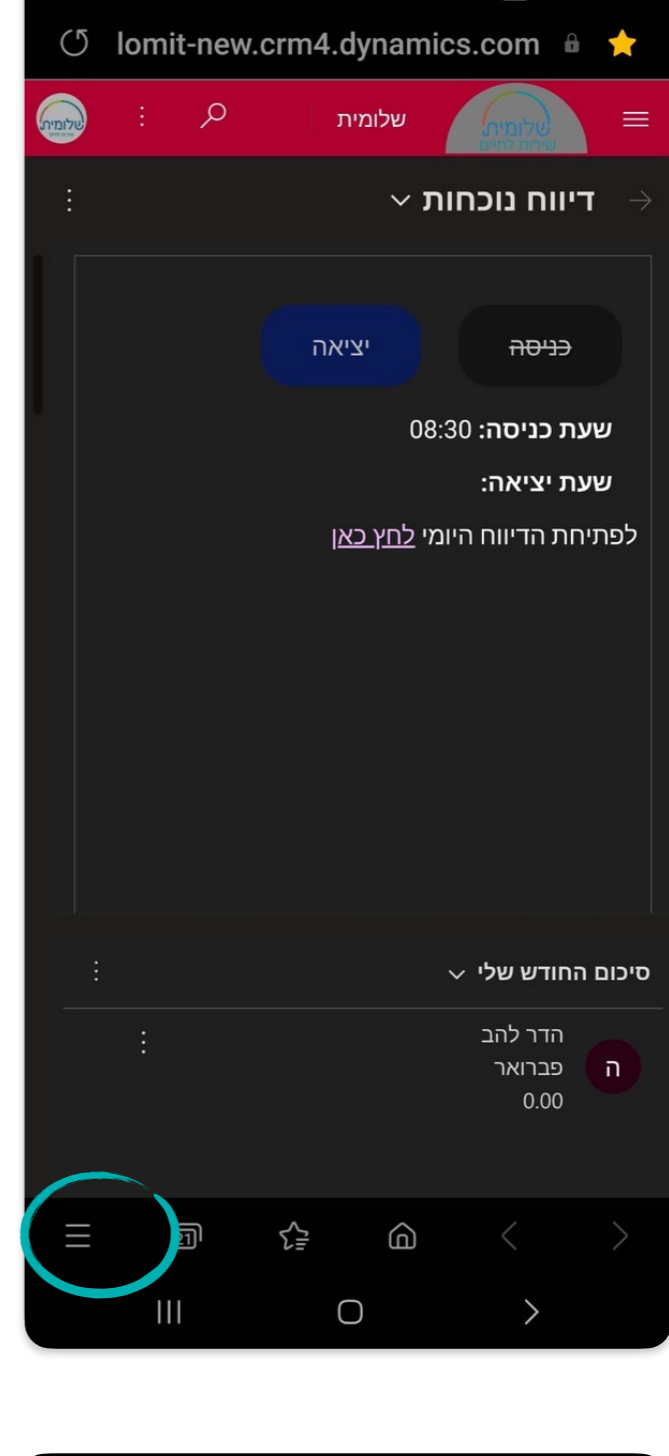 lomit-new.crm4.dynamics.com
שלומית
שלומית
שירות לחיים
שלומית
דיווח נוכחות
כניסה
יציאה
שעת כניסה: 08:30
שעת יציאה:
לפתיחת הדיווח היומי לחץ כאן
סיכום החודש שלי
הדר להב
ה
פברואר
0.00
21